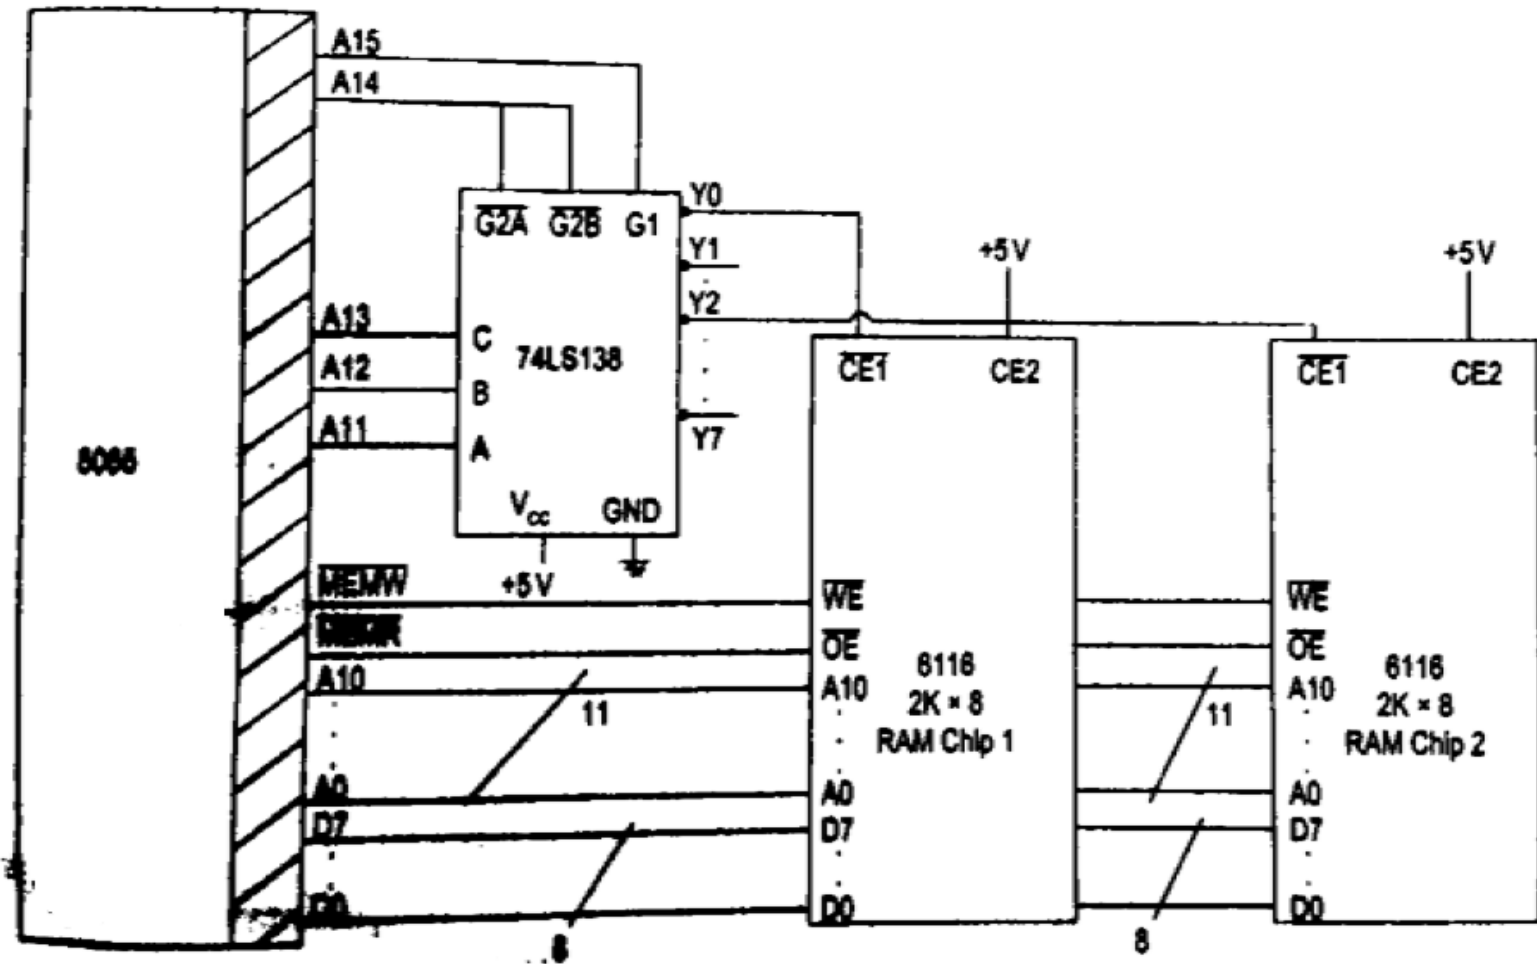 A15
A14
G2A G2B G1
Y0
Y1
Y2
Y7
+5V
+5V
A13
A12
A11
C
B
A
74LS138
Vcc GND
+5V
CE1 CE2
CE1 CE2
MEMW
A10
A0
D7
D0
11
8
WE
OE
A10
A0
D7
D0
6116
2K × 8
RAM Chip 1
11
8
WE
OE
A10
A0
D7
D0
6116
2K × 8
RAM Chip 2